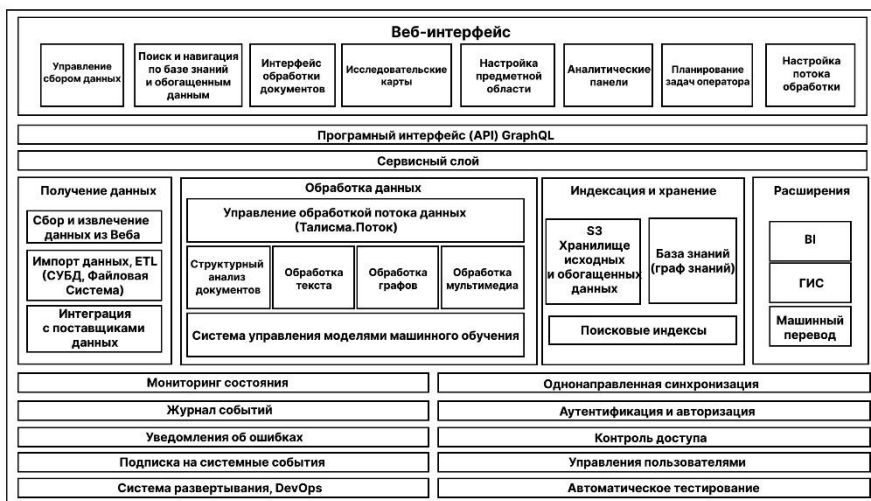 Веб-интерфейс
Управление
сбором данных
Поиск и навигация
по базе знаний
и обогащенным
данным
Интерфейс
обработки
документов
Исследовательские
карты
Настройка
предметной
области
Аналитические
панели
Планирование
задач оператора
Настройка
потока
обработки
Програмный интерфейс (API) GraphQL
Сервисный слой
Получение данных
Сбор и извлечение
данных из Веба
Импорт данных, ETL
(СУБД, Файловая
Система)
Интеграция
с поставщиками
данных
Обработка данных
Управление обработкой потока данных
(Талисма.Поток)
Структурный
анализ
документов
Обработка
текста
Обработка
графов
Обработка
мультимедиа
Система управления моделями машинного обучения
Индексация и хранение
S3
Хранилище
исходных
и обогащенных
данных
База знаний
(граф знаний)
Поисковые индексы
Расширения
BI
ГИС
Машинный
перевод
Мониторинг состояния
Однонаправленная синхронизация
Журнал событий
Аутентификация и авторизация
Уведомления об ошибках
Контроль доступа
Подписка на системные события
Управления пользователями
Система развертывания, DevOps
Автоматическое тестирование